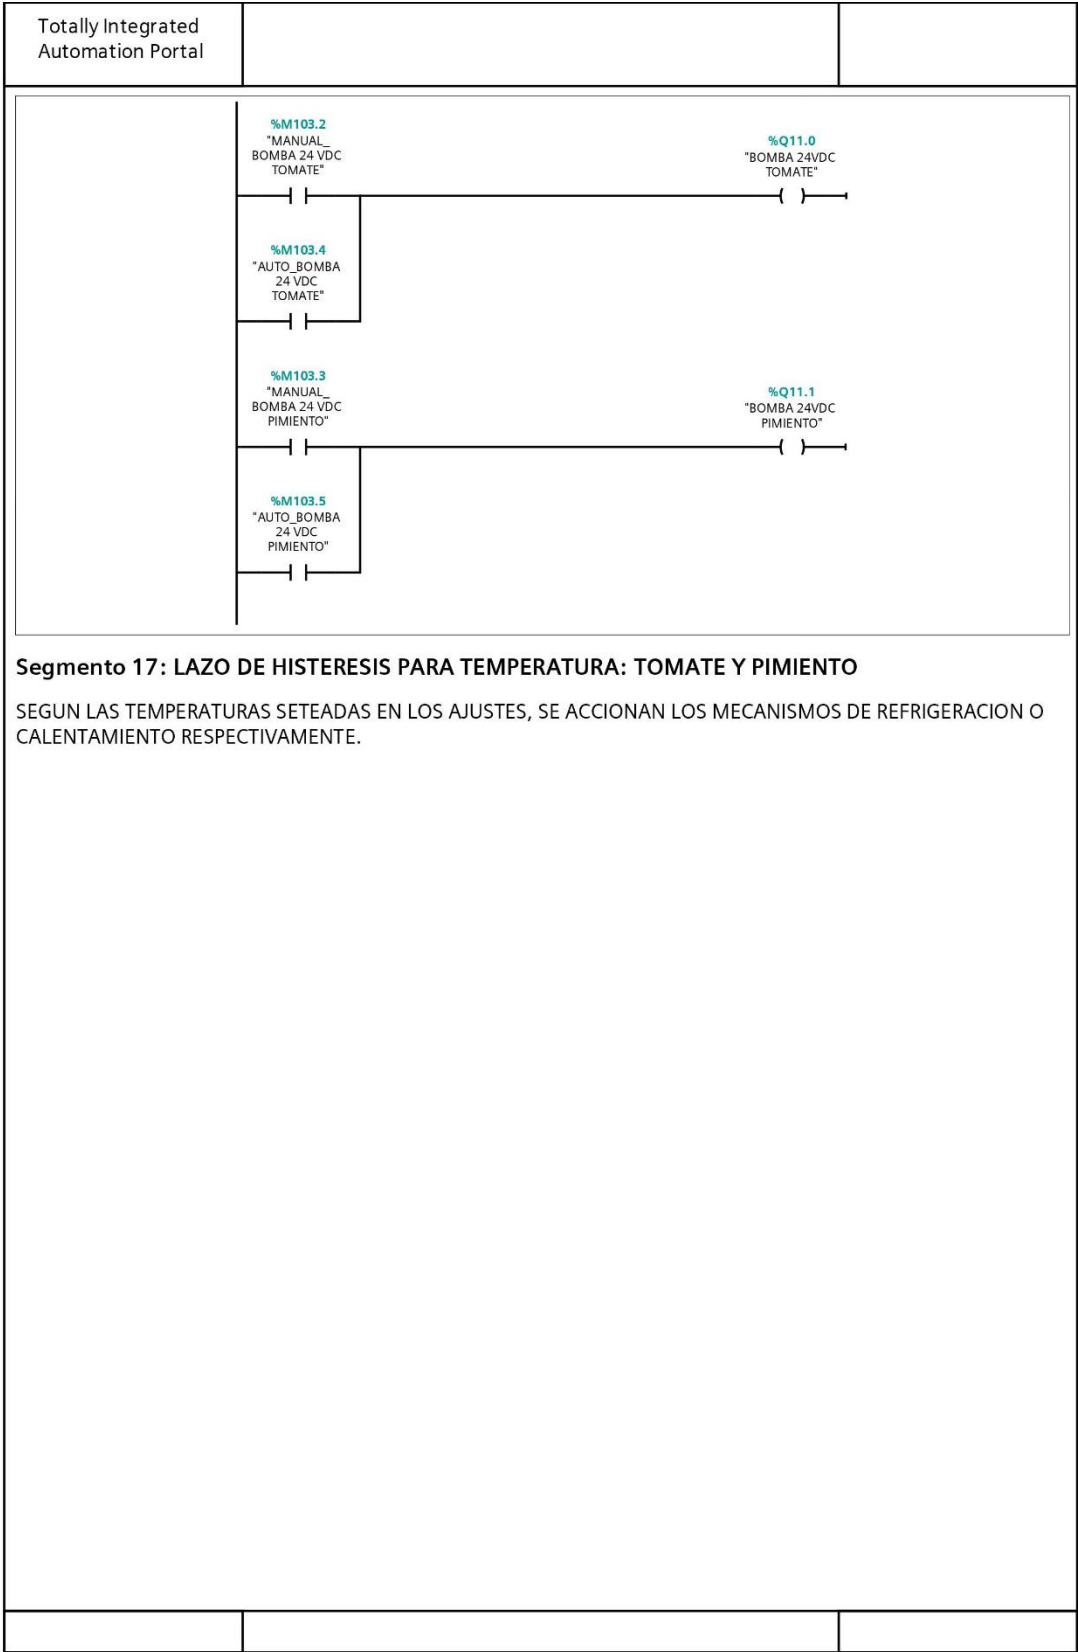 Totally Integrated
Automation Portal
%M103.2
"MANUAL_
BOMBA 24 VDC
TOMATE"
%Q11.0
"BOMBA 24VDC
TOMATE"
%M103.4
"AUTO_BOMBA
24 VDC
TOMATE"
%M103.3
"MANUAL_
BOMBA 24 VDC
PIMIENTO"
%Q11.1
"BOMBA 24VDC
PIMIENTO"
%M103.5
"AUTO_BOMBA
24 VDC
PIMIENTO"
Segmento 17: LAZO DE HISTERESIS PARA TEMPERATURA: TOMATE Y PIMIENTO
SEGUN LAS TEMPERATURAS SETEADAS EN LOS AJUSTES, SE ACCIONAN LOS MECANISMOS DE REFRIGERACION O
CALENTAMIENTO RESPECTIVAMENTE.